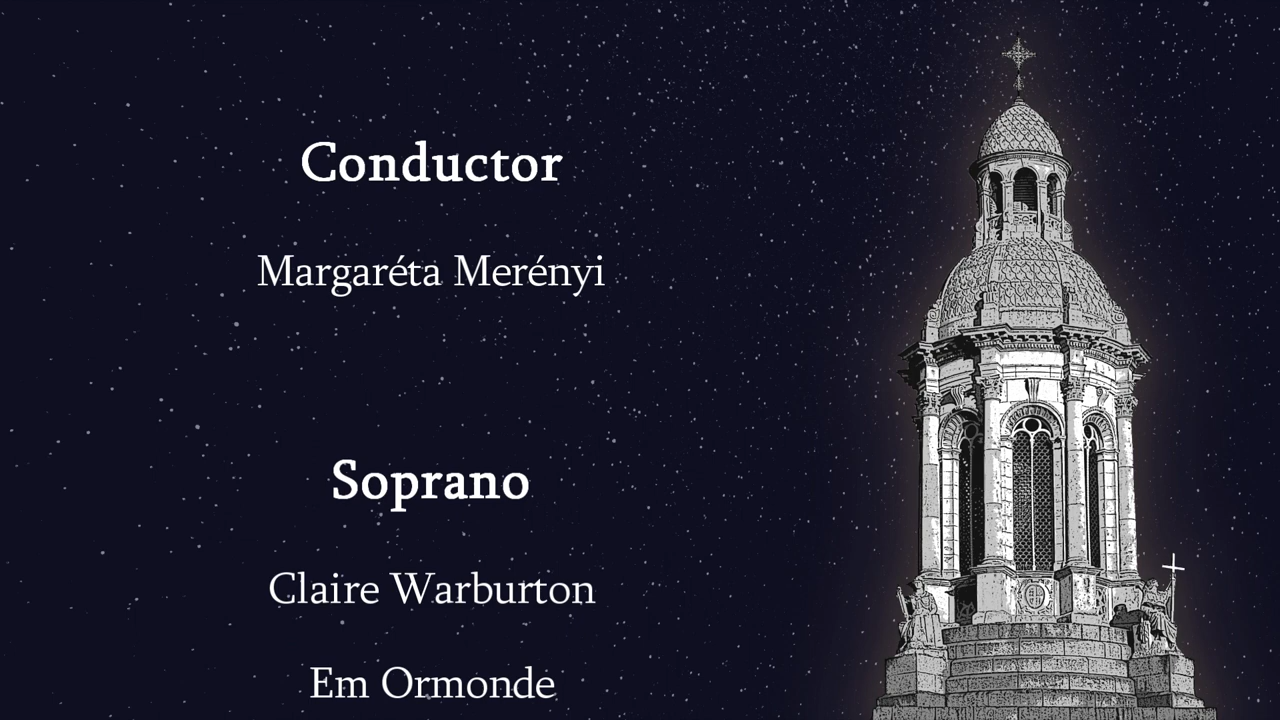 Conductor
Margaréta Merényi
Soprano
Claire Warburton
Em Ormonde